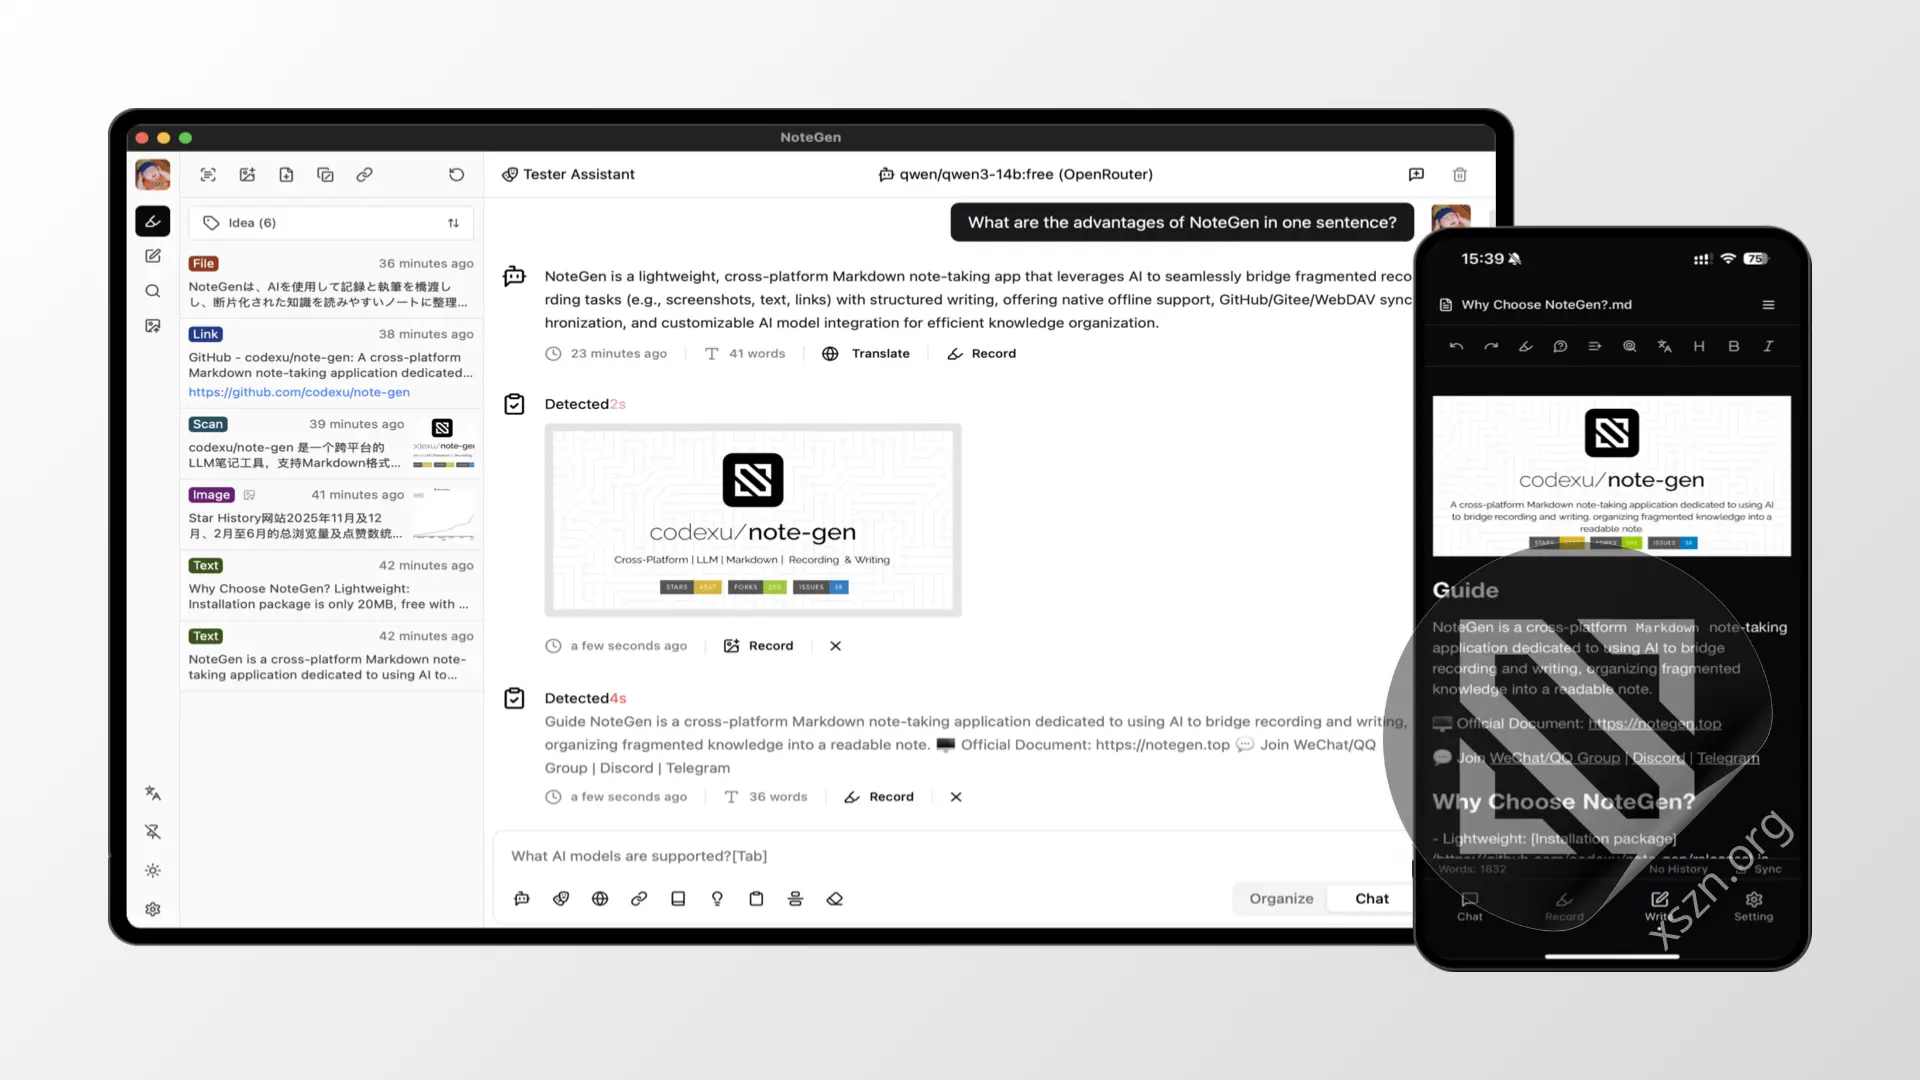 NoteGen
Tester Assistant
qwen/qwen3-14b:free (OpenRouter)
Idea (6)
File
36 minutes ago
NoteGenは、AIを使用して記録と執筆を橋渡し
し、断片化された知識を読みやすいノートに整理...
Link
38 minutes ago
GitHub - codexu/note-gen: A cross-platform
Markdown note-taking application dedicated...
https://github.com/codexu/note-gen
Scan
39 minutes ago
codexu/note-gen 是一个跨平台的
LLM笔记工具，支持Markdown格式...
Image
41 minutes ago
Star History网站2025年11月及12
月、2月至6月的总浏览量及点赞数统...
Text
42 minutes ago
Why Choose NoteGen? Lightweight:
Installation package is only 20MB, free with ...
Text
42 minutes ago
NoteGen is a cross-platform Markdown note-
taking application dedicated to using AI to...
What are the advantages of NoteGen in one sentence?
NoteGen is a lightweight, cross-platform Markdown note-taking app that leverages AI to seamlessly bridge fragmented reco
rding tasks (e.g., screenshots, text, links) with structured writing, offering native offline support, GitHub/Gitee/WebDAV sync
hronization, and customizable AI model integration for efficient knowledge organization.
23 minutes ago
41 words
Translate
Record
Detected2s
codexu/note-gen
Cross-Platform | LLM | Markdown | Recording & Writing
STARS
FORKS
ISSUES 38
a few seconds ago
Record
Detected4s
Guide NoteGen is a cross-platform Markdown note-taking application dedicated to using AI to bridge recording and writing,
organizing fragmented knowledge into a readable note. 🖥️ Official Document: https://notegen.top 💬 Join WeChat/QQ
Group | Discord | Telegram
a few seconds ago
36 words
Record
What AI models are supported?[Tab]
Organize
Chat
15:39
75
Why Choose NoteGen?.md
H B I
codexu/note-gen
A cross-platform Markdown note-taking application dedicated to using AI
to bridge recording and writing, organizing fragmented knowledge into a
readable note.
STARS
FORKS
ISSUES 38
Guide
NoteGen is a cross-platform Markdown note-taking
application dedicated to using AI to bridge
recording and writing, organizing fragmented
knowledge into a readable note.
🖥️ Official Document: https://notegen.top
💬 Join WeChat/QQ Group | Discord | Telegram
Why Choose NoteGen?
- Lightweight: [Installation package]
Words: 1832
No History
Sync
Chat
Record
Write
Setting
xszn.org